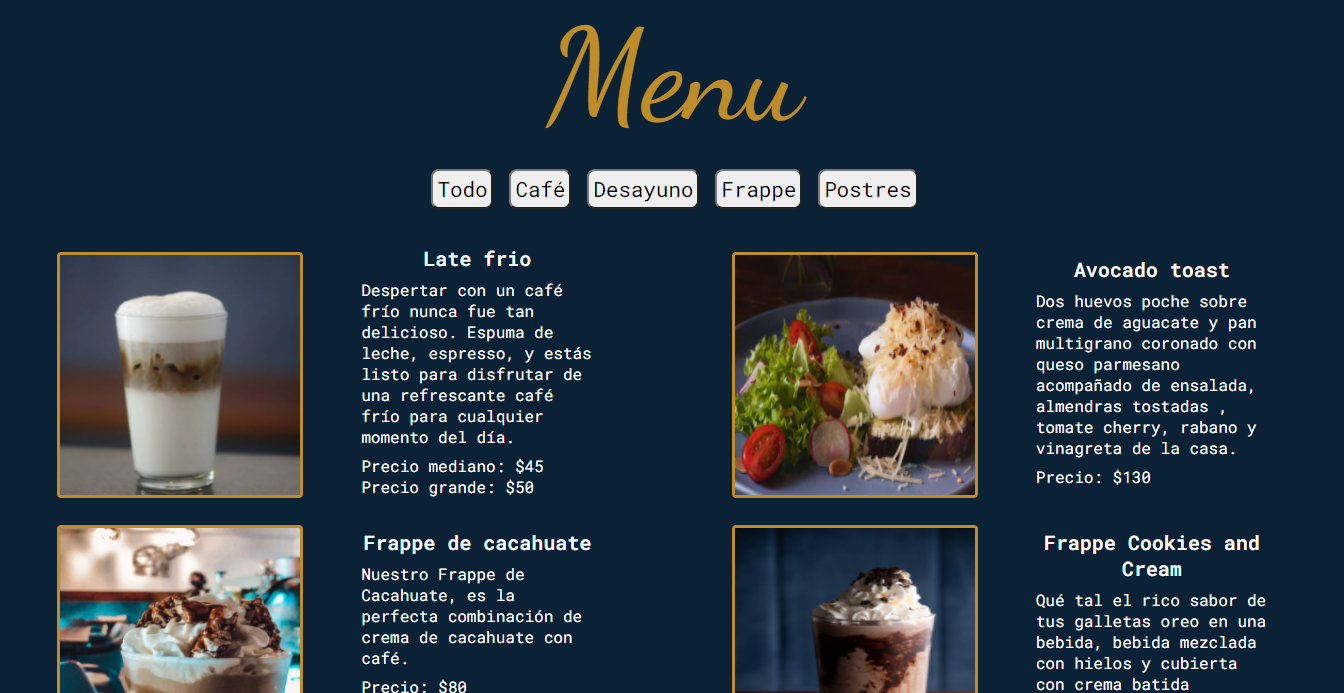 Menu
Todo
Café
Desayuno
Frappe
Postres
Late frio
Despertar con un café
frío nunca fue tan
delicioso. Espuma de
leche, espresso, y estás
listo para disfrutar de
una refrescante café
frío para cualquier
momento del día.
Precio mediano: $45
Precio grande: $50
Avocado toast
Dos huevos poche sobre
crema de aguacate y pan
multigrano coronado con
queso parmesano
acompañado de ensalada,
almendras tostadas ,
tomate cherry, rabano y
vinagreta de la casa.
Precio: $130
Frappe de cacahuate
Nuestro Frappe de
Cacahuate, es la
perfecta combinación de
crema de cacahuate con
café.
Precio: $80
Frappe Cookies and
Cream
Qué tal el rico sabor de
tus galletas oreo en una
bebida, bebida mezclada
con hielos y cubierta
con crema batida